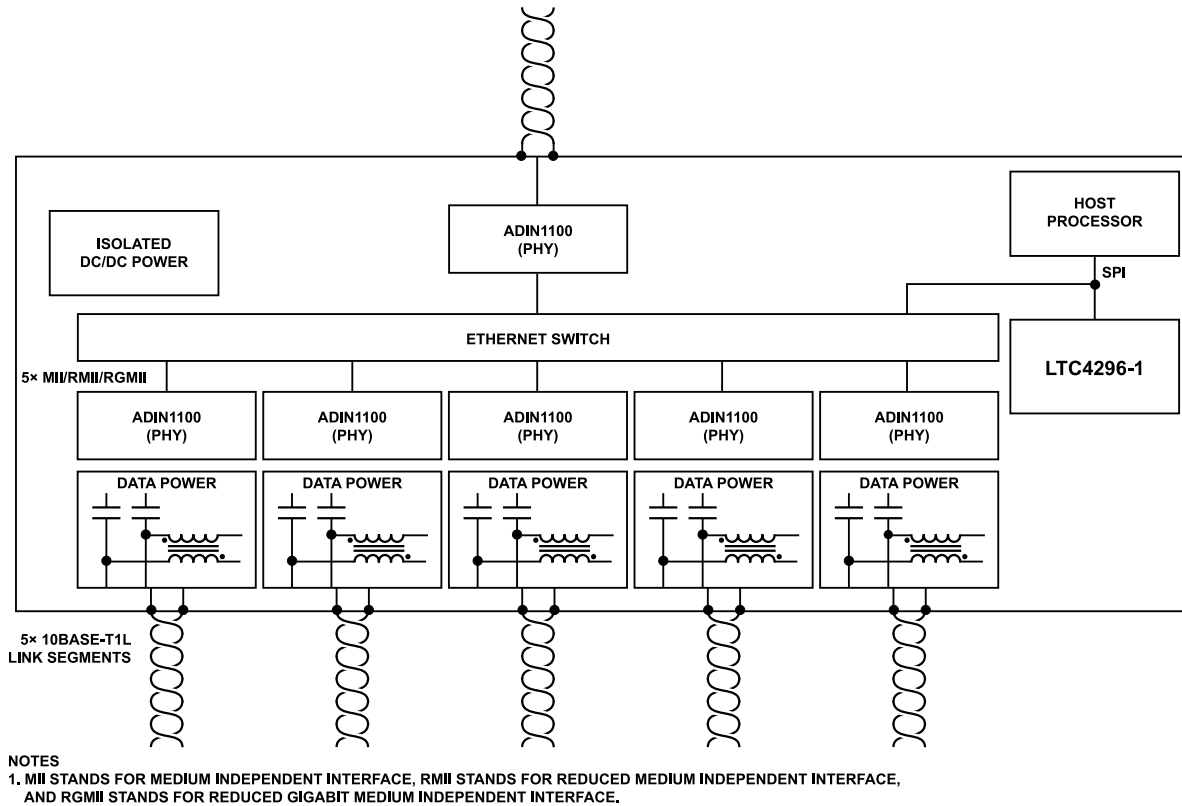 ISOLATED
DC/DC POWER
ADIN1100
(PHY)
HOST
PROCESSOR
SPI
ETHERNET SWITCH
LTC4296-1
5× MII/RMII/RGMII
ADIN1100
(PHY)
ADIN1100
(PHY)
ADIN1100
(PHY)
ADIN1100
(PHY)
ADIN1100
(PHY)
DATA POWER
DATA POWER
DATA POWER
DATA POWER
DATA POWER
5× 10BASE-T1L
LINK SEGMENTS
NOTES
1. MII STANDS FOR MEDIUM INDEPENDENT INTERFACE, RMII STANDS FOR REDUCED MEDIUM INDEPENDENT INTERFACE,
AND RGMII STANDS FOR REDUCED GIGABIT MEDIUM INDEPENDENT INTERFACE.